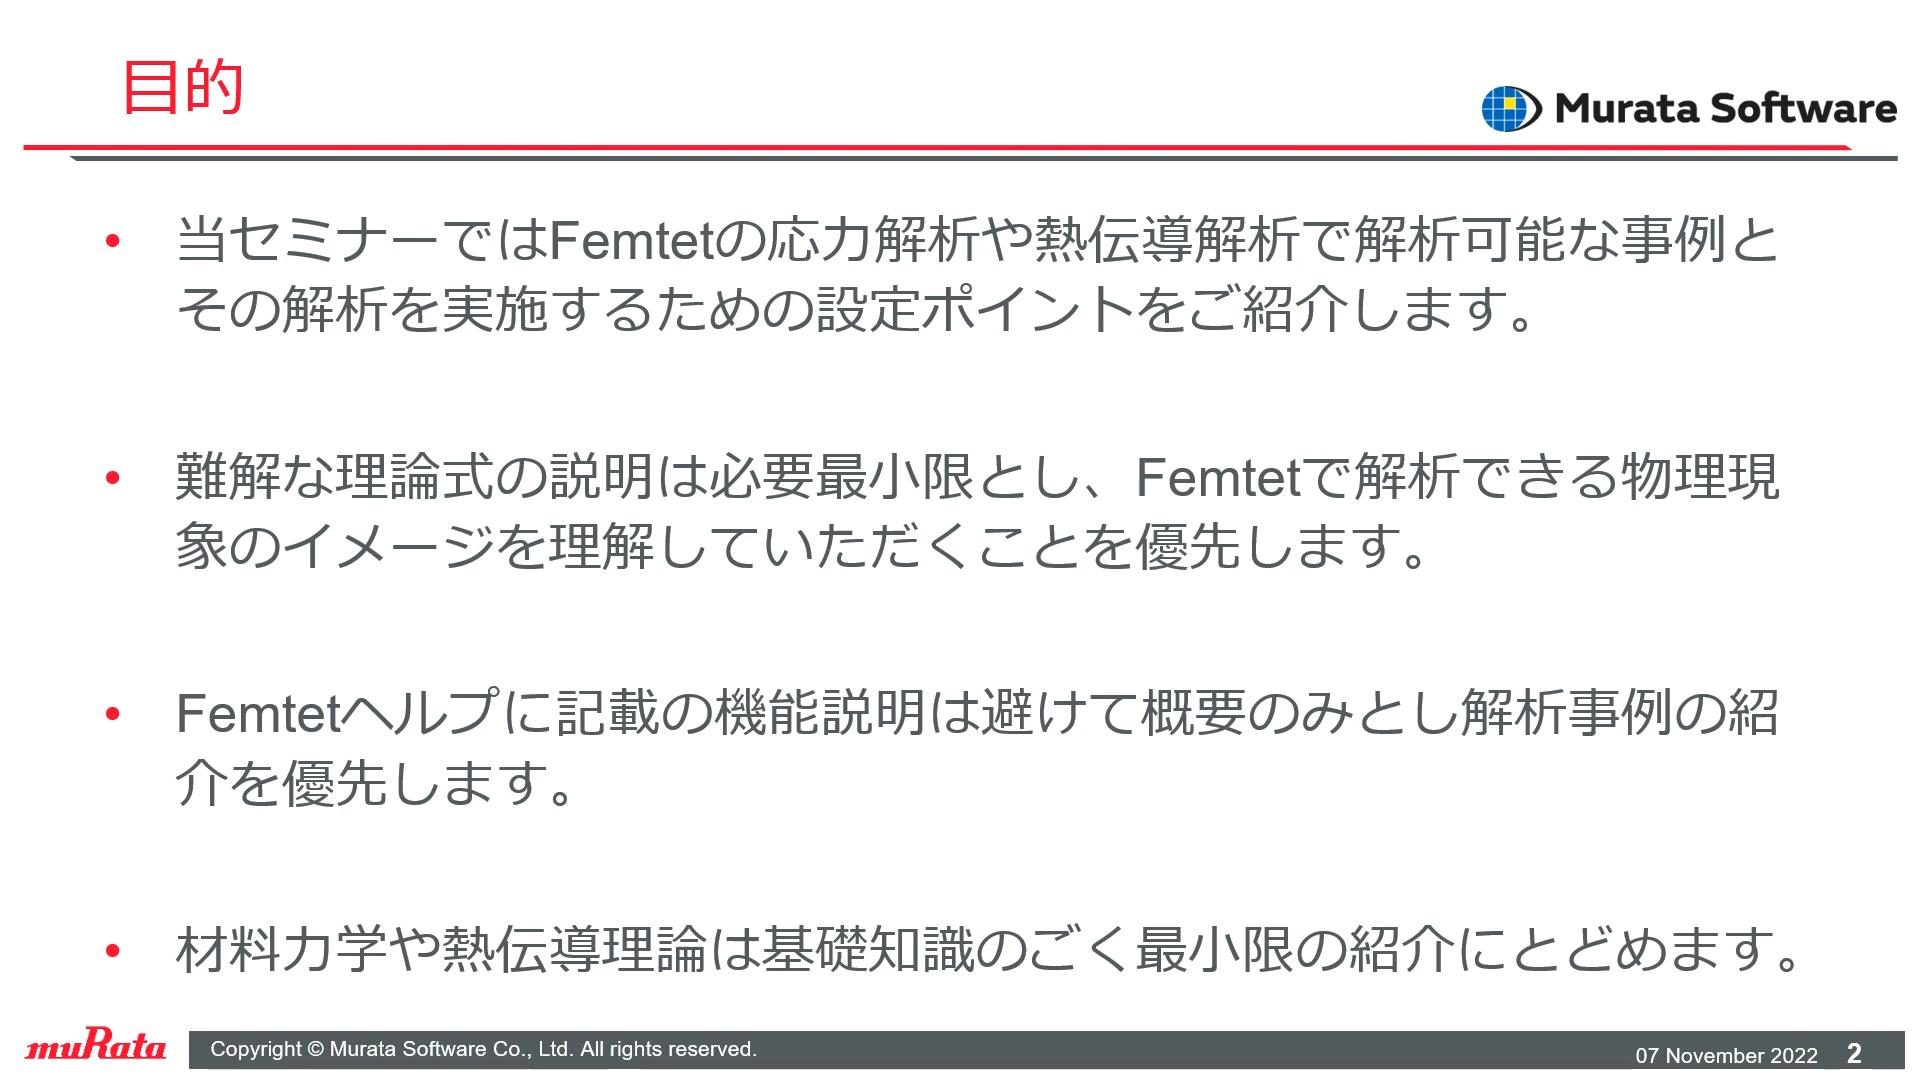 目的
Murata Software
• 当セミナーではFemtetの応力解析や熱伝導解析で解析可能な事例と
その解析を実施するための設定ポイントをご紹介します。
• 難解な理論式の説明は必要最小限とし、Femtetで解析できる物理現
象のイメージを理解していただくことを優先します。
• Femtetヘルプに記載の機能説明は避けて概要のみとし解析事例の紹
介を優先します。
• 材料力学や熱伝導理論は基礎知識のごく最小限の紹介にとどめます。
muRata
Copyright © Murata Software Co., Ltd. All rights reserved.
07 November 2022
2